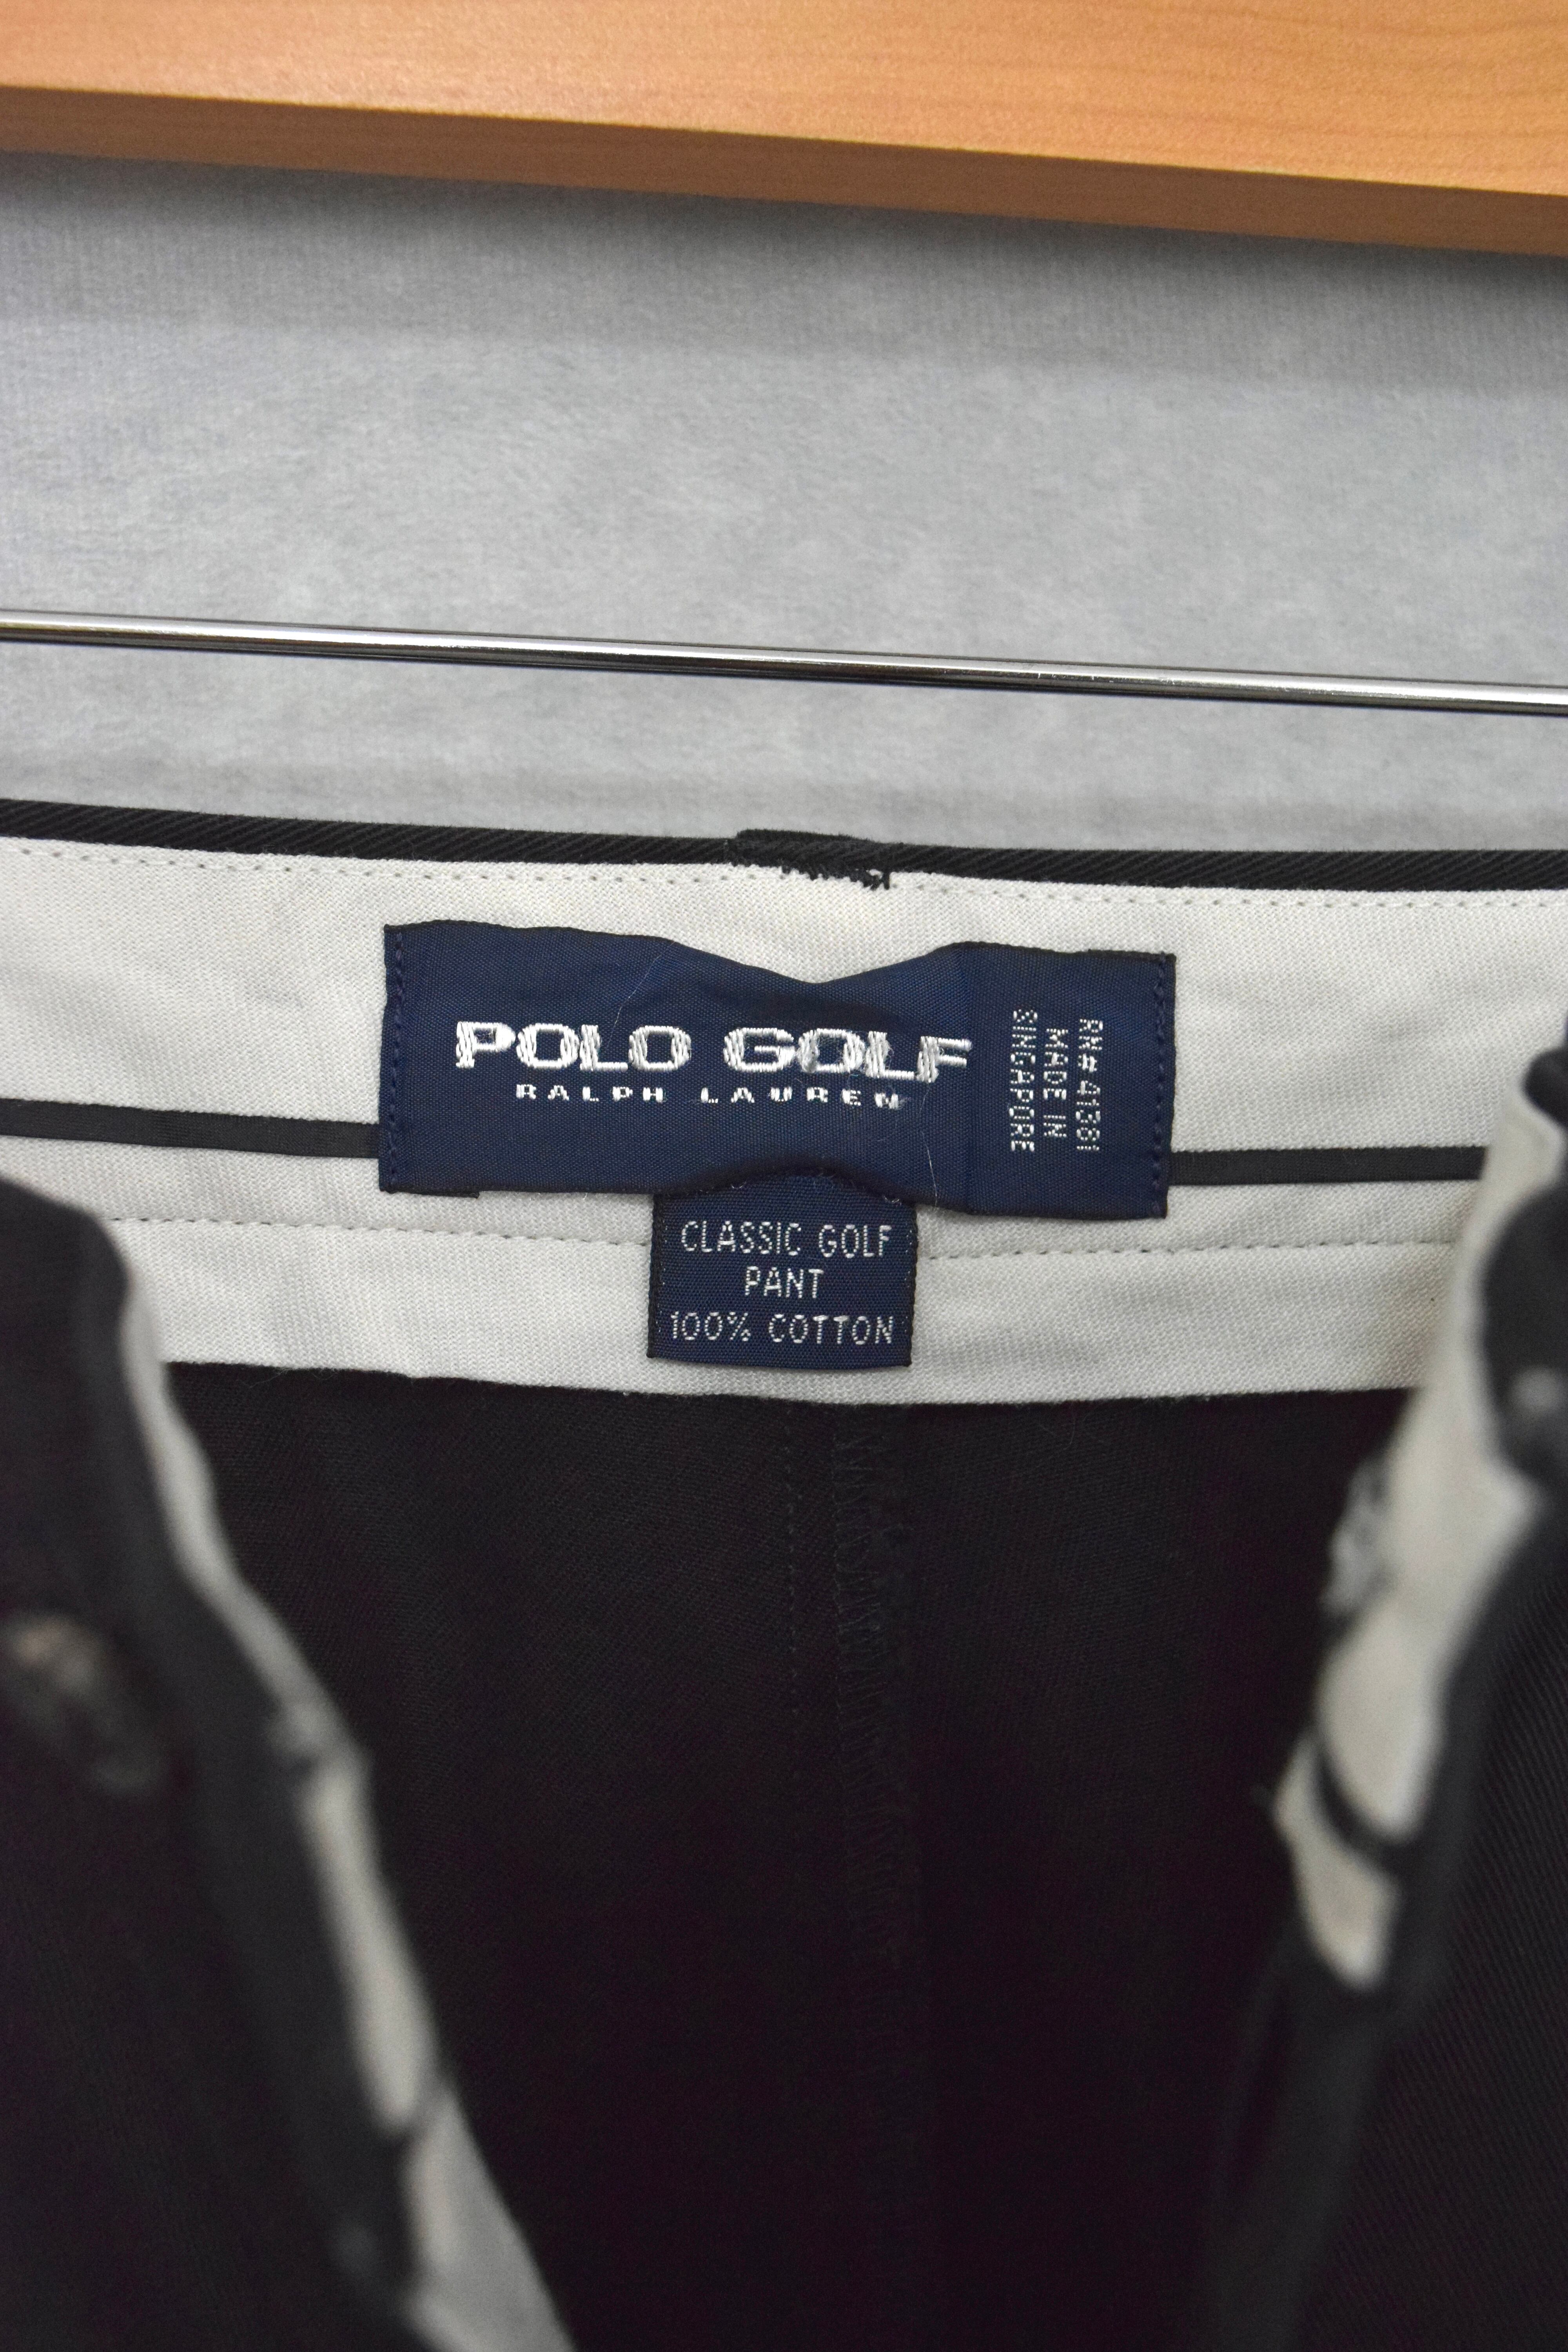 POLO GOLF
RALPH LAUREN
RN# 41381
MADE IN
SINGAPORE
CLASSIC GOLF
PANT
100% COTTON